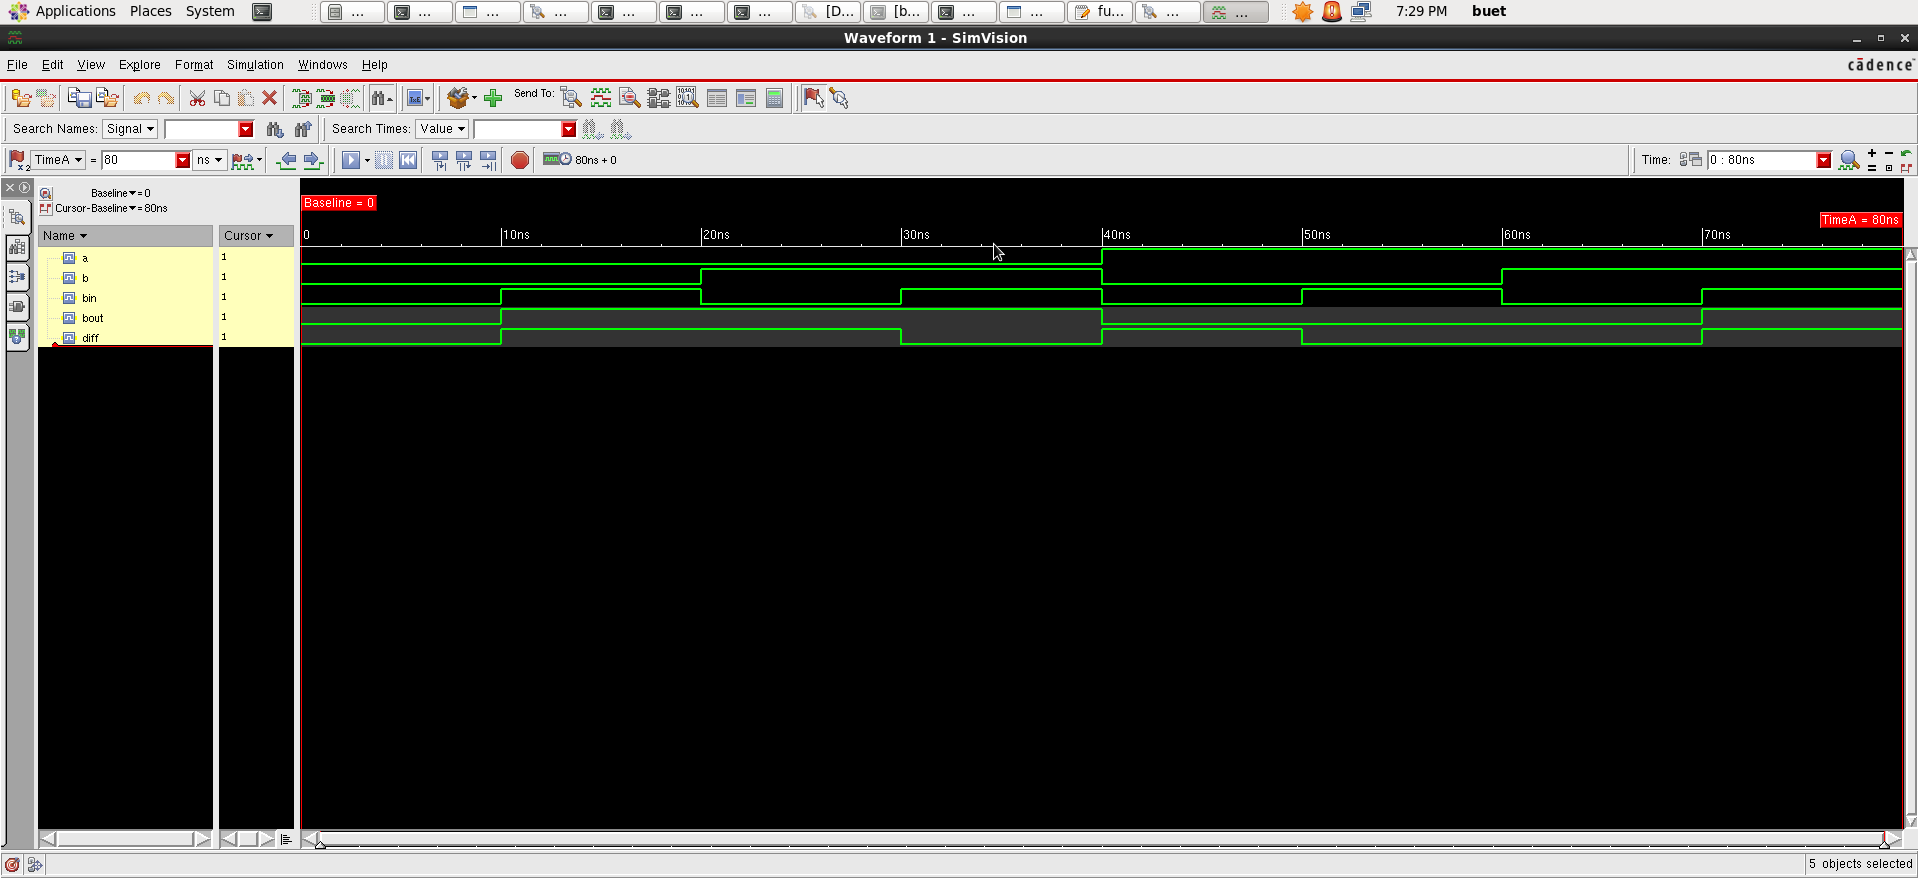 Applications Places System ... ... ... ... ... ... ... [D... [b... ... ... fu... ... ... 7:29 PM buet
Waveform 1 - SimVision
File Edit View Explore Format Simulation Windows Help cādence
Send To:
Search Names: Signal Search Times: Value
TimeA = 80 ns 80ns + 0 Time: 0 : 80ns
Baseline = 0
Cursor-Baseline = 80ns
Baseline = 0
TimeA = 80ns
Name Cursor 0 10ns 20ns 30ns 40ns 50ns 60ns 70ns
a 1
b 1
bin 1
bout 1
diff 1
5 objects selected